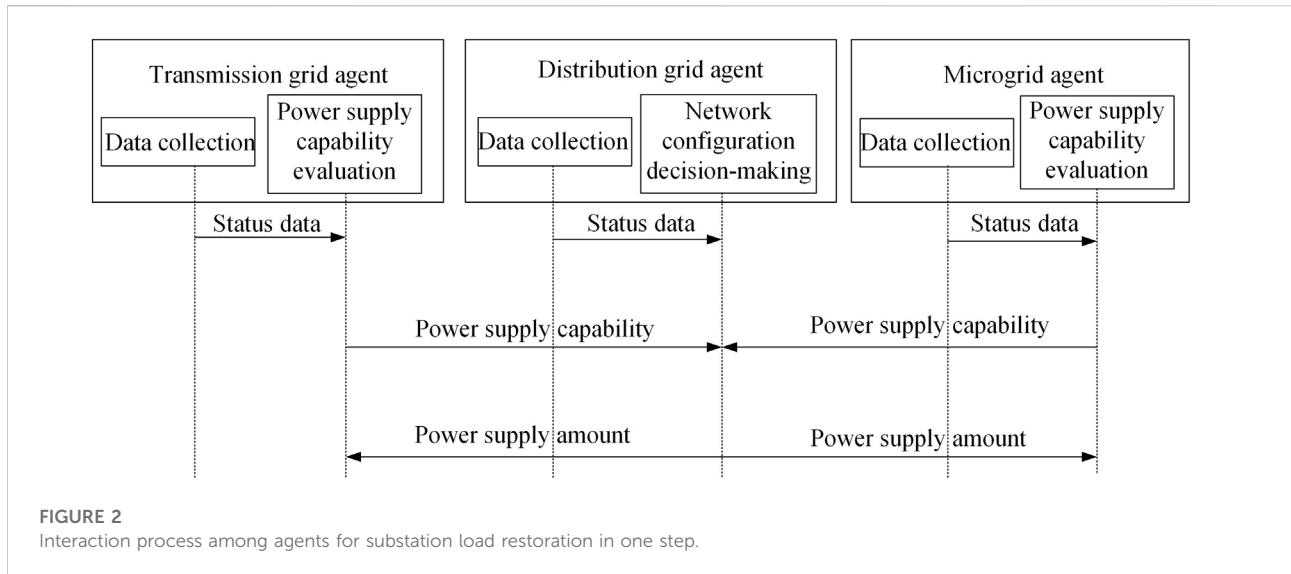 Transmission grid agent
Data collection
Power supply
capability
evaluation
Distribution grid agent
Data collection
Network
configuration
decision-making
Microgrid agent
Data collection
Power supply
capability
evaluation
Status data
Status data
Status data
Power supply capability
Power supply capability
Power supply amount
Power supply amount
FIGURE 2
Interaction process among agents for substation load restoration in one step.